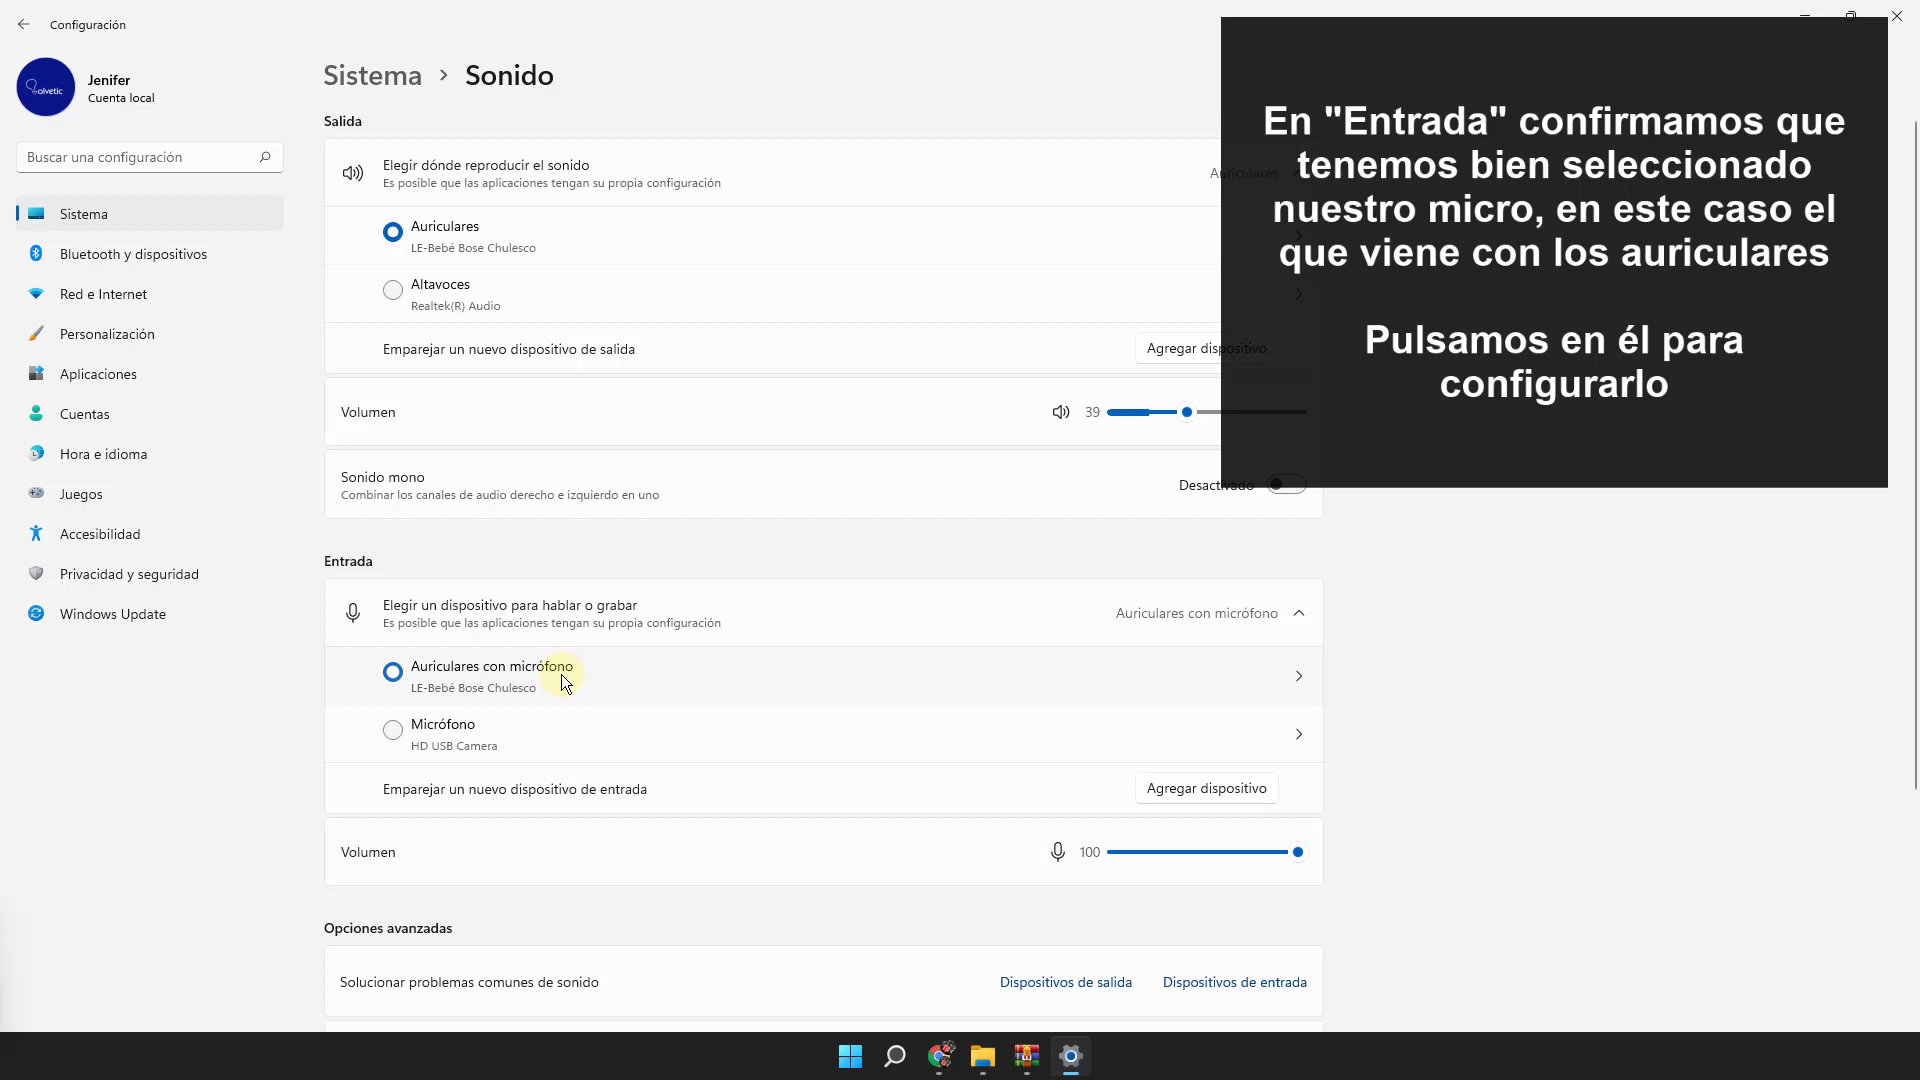 Configuración
olvetic
Jenifer
Cuenta local
Buscar una configuración
Sistema
Bluetooth y dispositivos
Red e Internet
Personalización
Aplicaciones
Cuentas
Hora e idioma
Juegos
Accesibilidad
Privacidad y seguridad
Windows Update
Sistema > Sonido
Salida
Elegir dónde reproducir el sonido
Es posible que las aplicaciones tengan su propia configuración
Auriculares
Auriculares
LE-Bebé Bose Chulesco
Altavoces
Realtek(R) Audio
Emparejar un nuevo dispositivo de salida
Agregar dispositivo
Volumen
39
Sonido mono
Combinar los canales de audio derecho e izquierdo en uno
Desactivado
En "Entrada" confirmamos que
tenemos bien seleccionado
nuestro micro, en este caso el
que viene con los auriculares
Pulsamos en él para
configurarlo
Entrada
Elegir un dispositivo para hablar o grabar
Es posible que las aplicaciones tengan su propia configuración
Auriculares con micrófono
Auriculares con micrófono
LE-Bebé Bose Chulesco
Micrófono
HD USB Camera
Emparejar un nuevo dispositivo de entrada
Agregar dispositivo
Volumen
100
Opciones avanzadas
Solucionar problemas comunes de sonido
Dispositivos de salida
Dispositivos de entrada